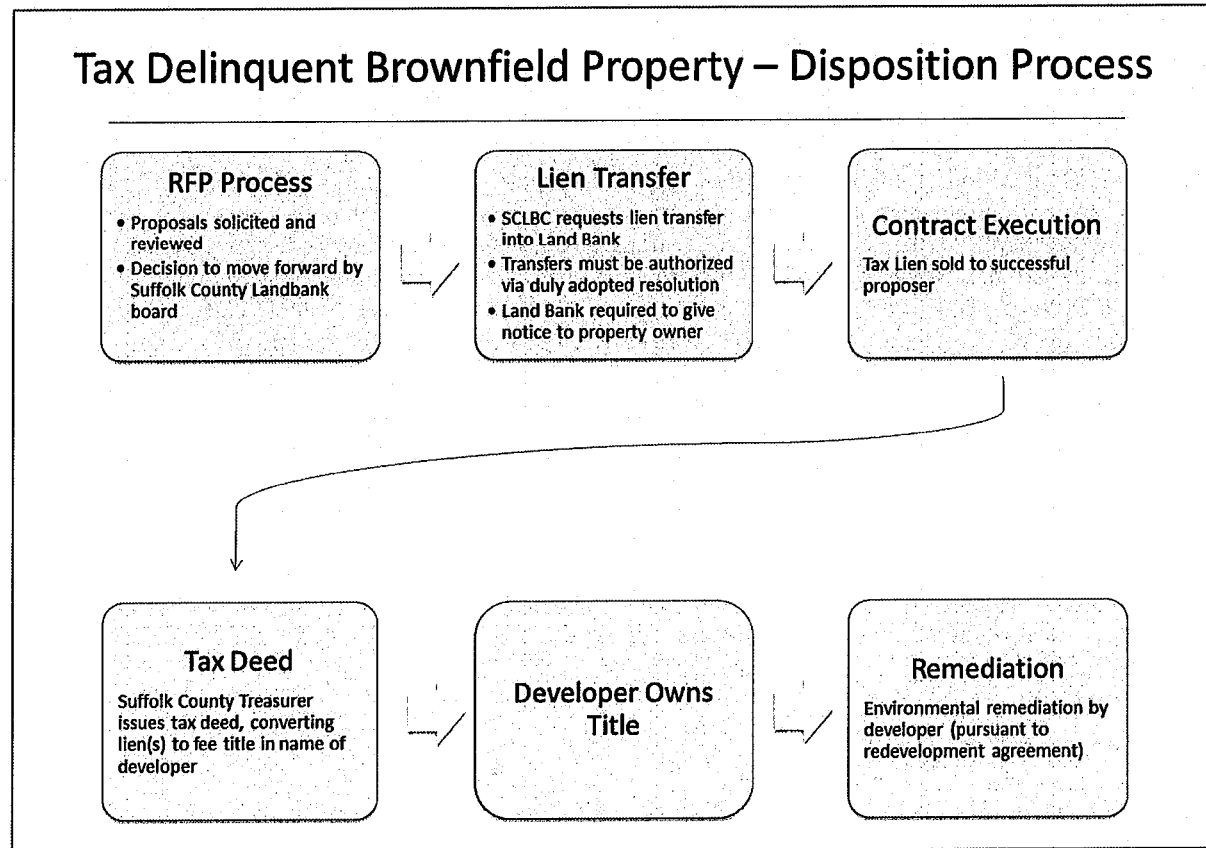 Tax Delinquent Brownfield Property – Disposition Process
RFP Process
• Proposals solicited and
reviewed
• Decision to move forward by
Suffolk County Landbank
board
Lien Transfer
• SCLBC requests lien transfer
into Land Bank
• Transfers must be authorized
via duly adopted resolution
• Land Bank required to give
notice to property owner
Contract Execution
Tax Lien sold to successful
proposer
Tax Deed
Suffolk County Treasurer
issues tax deed, converting
lien(s) to fee title in name of
developer
Developer Owns
Title
Remediation
Environmental remediation by
developer (pursuant to
redevelopment agreement)